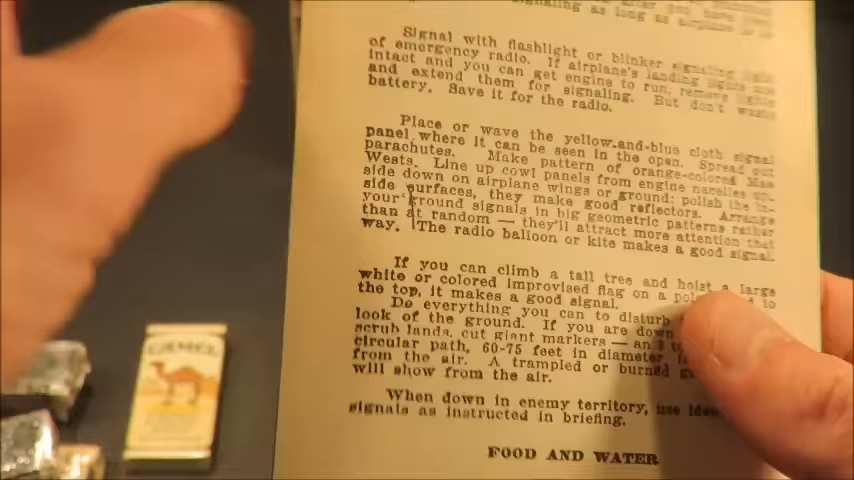 signaling as long as airplane is in
Signal with flashlight or blinker signaling light
of emergency radio. If airplane's landing lights are
intact and you can get engine to run, remove lights
and extend them for signaling. But don't waste
battery. Save it for the radio.
Place or wave the yellow-and-blue cloth signal
panel where it can be seen in the open. Spread out
parachutes. Make pattern of orange-colored Mae
Wests. Line up cowl panels from engine nacelles up-
side down on airplane wings or ground; polish the in-
side surfaces, they make good reflectors. Arrange
your ground signals in big geometric patterns rather
than at random — they'll attract more attention that
way. The radio balloon or kite makes a good signal.
If you can climb a tall tree and hoist a large
white or colored improvised flag on a pole to
the top, it makes a good signal.
Do everything you can to disturb
look of the ground. If you are down
scrub lands, cut giant markers — an
circular path, 60-75 feet in diameter
from the air. A trampled or burned
will show from the air.
When down in enemy territory, use
signals as instructed in briefing.
FOOD AND WATER
CAMEL